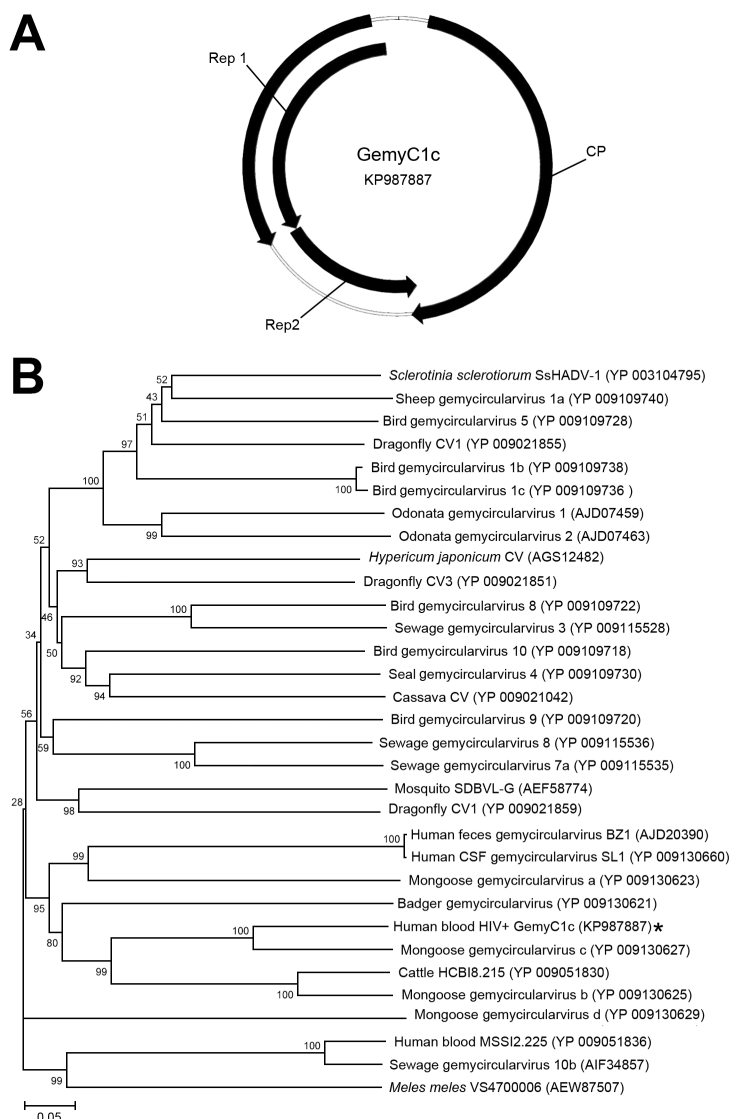 A
Rep 1
GemyC1c
KP987887
CP
Rep2
B
Sclerotinia sclerotiorum SsHADV-1 (YP 003104795)
52
Sheep gemycircularvirus 1a (YP 009109740)
43
Bird gemycircularvirus 5 (YP 009109728)
51
Dragonfly CV1 (YP 009021855)
97
Bird gemycircularvirus 1b (YP 009109738)
100
Bird gemycircularvirus 1c (YP 009109736 )
100
Odonata gemycircularvirus 1 (AJD07459)
99
Odonata gemycircularvirus 2 (AJD07463)
52
Hypericum japonicum CV (AGS12482)
93
Dragonfly CV3 (YP 009021851)
46
Bird gemycircularvirus 8 (YP 009109722)
100
Sewage gemycircularvirus 3 (YP 009115528)
34
50
Bird gemycircularvirus 10 (YP 009109718)
92
Seal gemycircularvirus 4 (YP 009109730)
94
Cassava CV (YP 009021042)
56
Bird gemycircularvirus 9 (YP 009109720)
59
Sewage gemycircularvirus 8 (YP 009115536)
100
Sewage gemycircularvirus 7a (YP 009115535)
Mosquito SDBVL-G (AEF58774)
28
98
Dragonfly CV1 (YP 009021859)
Human feces gemycircularvirus BZ1 (AJD20390)
100
Human CSF gemycircularvirus SL1 (YP 009130660)
99
Mongoose gemycircularvirus a (YP 009130623)
95
Badger gemycircularvirus (YP 009130621)
80
Human blood HIV+ GemyC1c (KP987887)*
100
Mongoose gemycircularvirus c (YP 009130627)
99
Cattle HCBI8.215 (YP 009051830)
100
Mongoose gemycircularvirus b (YP 009130625)
Mongoose gemycircularvirus d (YP 009130629)
Human blood MSSI2.225 (YP 009051836)
100
Sewage gemycircularvirus 10b (AIF34857)
99
Meles meles VS4700006 (AEW87507)
0.05